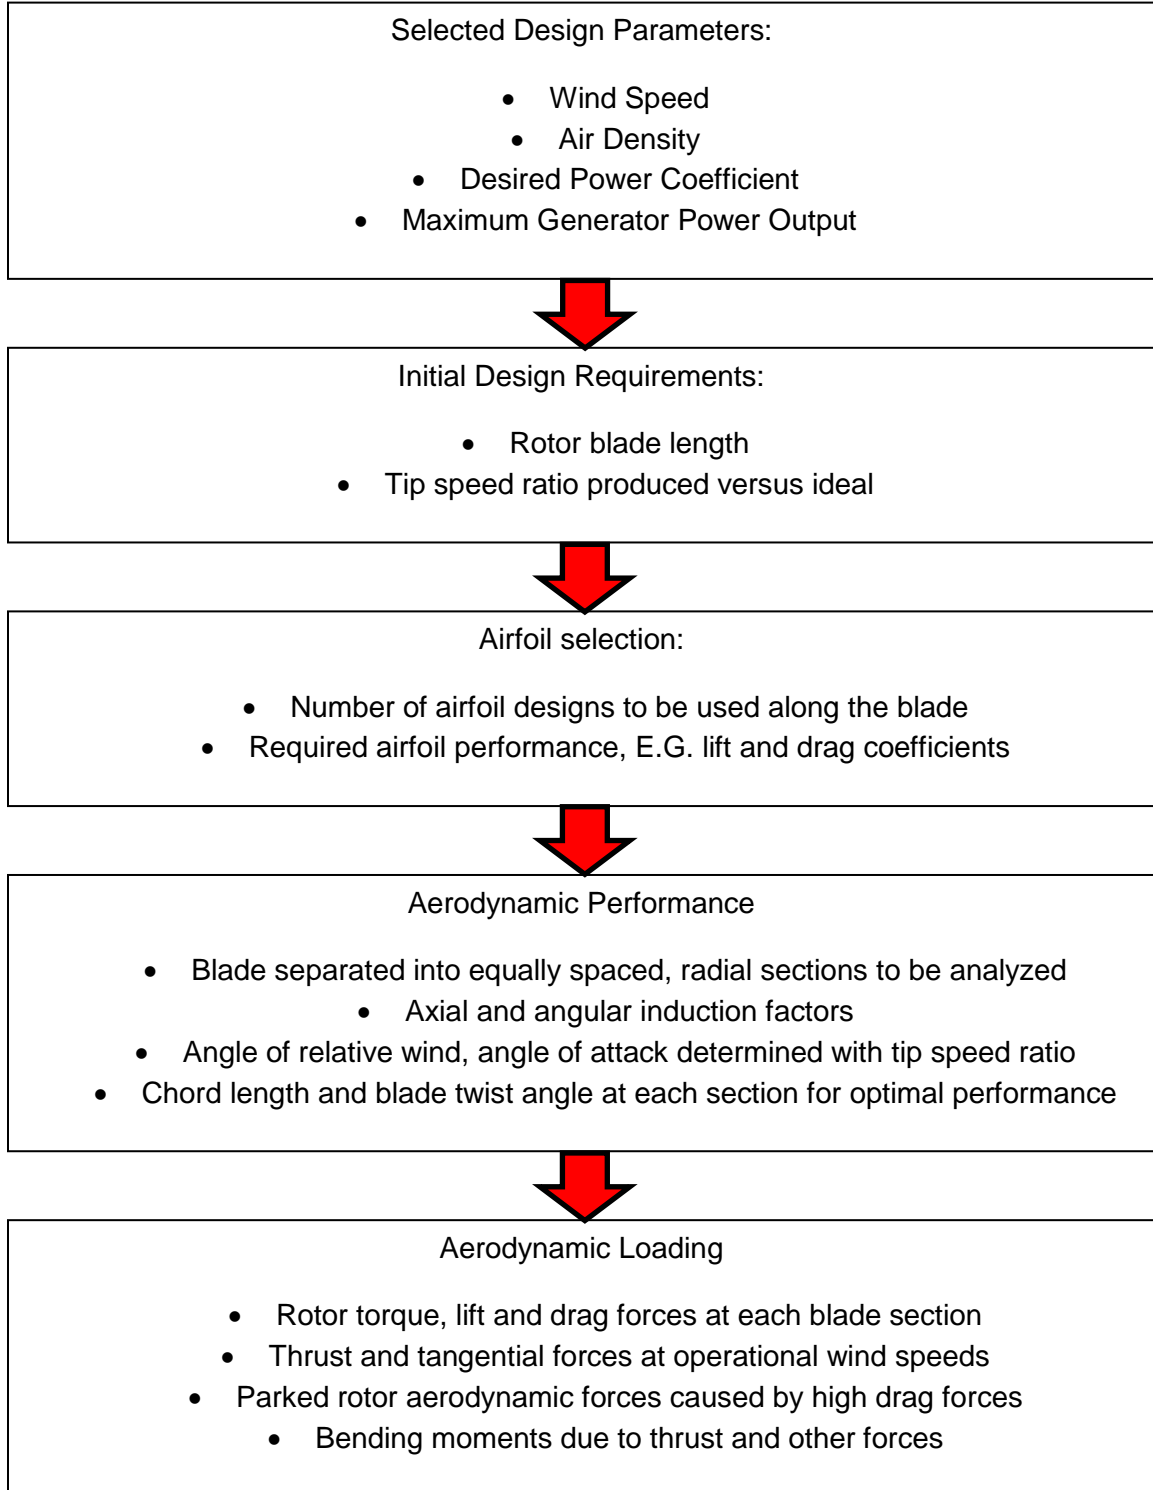 Selected Design Parameters:
• Wind Speed
• Air Density
• Desired Power Coefficient
• Maximum Generator Power Output
Initial Design Requirements:
• Rotor blade length
• Tip speed ratio produced versus ideal
Airfoil selection:
• Number of airfoil designs to be used along the blade
• Required airfoil performance, E.G. lift and drag coefficients
Aerodynamic Performance
• Blade separated into equally spaced, radial sections to be analyzed
• Axial and angular induction factors
• Angle of relative wind, angle of attack determined with tip speed ratio
• Chord length and blade twist angle at each section for optimal performance
Aerodynamic Loading
• Rotor torque, lift and drag forces at each blade section
• Thrust and tangential forces at operational wind speeds
• Parked rotor aerodynamic forces caused by high drag forces
• Bending moments due to thrust and other forces